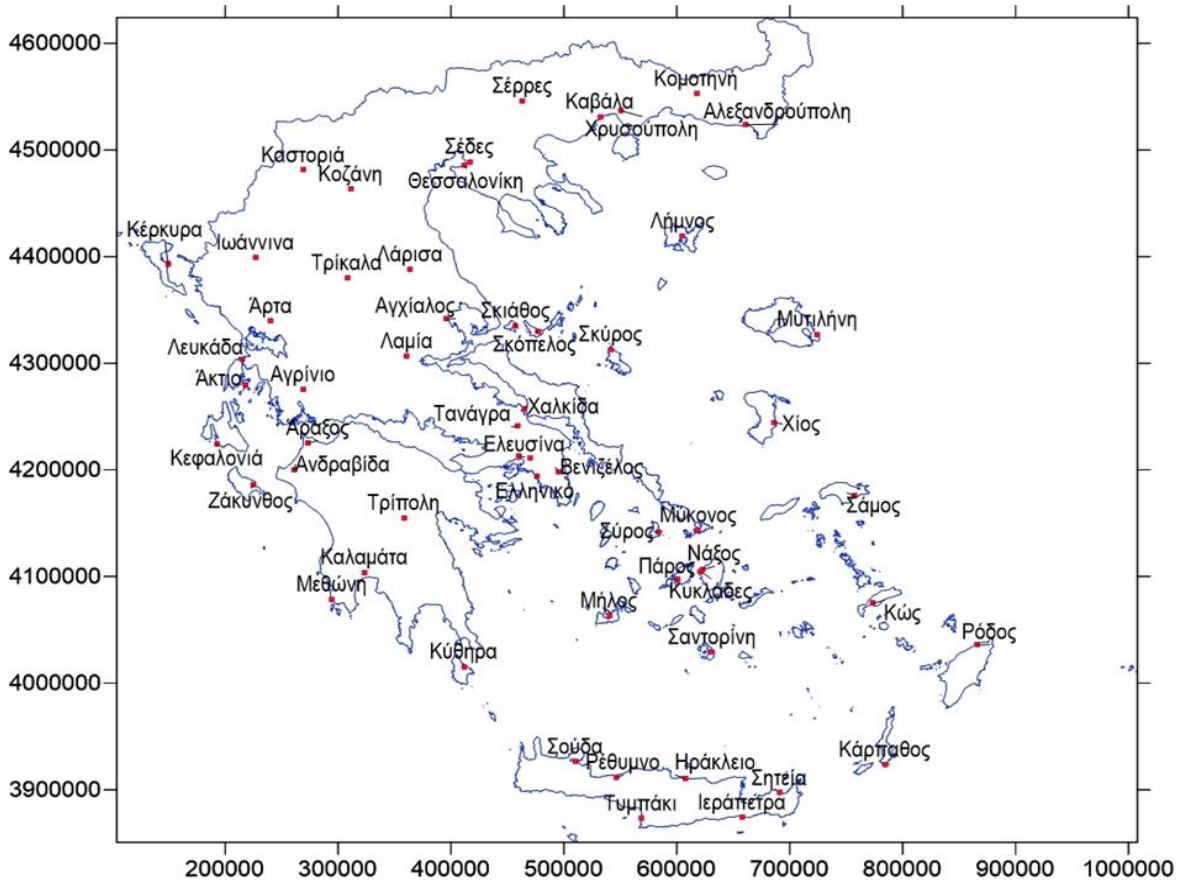 4600000
4500000
4400000
4300000
4200000
4100000
4000000
3900000
Σέρρες
Κομοτηνή
Καβάλα
Αλεξανδρούπολη
Χρυσούπολη
Σέδες
Καστοριά
Κοζάνη
Θεσσαλονίκη
Κέρκυρα
Ιωάννινα
Λήμνος
Τρίκαλα
Λάρισα
Άρτα
Αγχίαλος
Σκιάθος
Μυτιλήνη
Λευκάδα
Λαμία
Σκόπελος
Σκύρος
Άκτιο
Αγρίνιο
Τανάγρα
Χαλκίδα
Χίος
Άραξος
Ελευσίνα
Κεφαλονιά
Ανδραβίδα
Βενιζέλος
Ζάκυνθος
Ελληνικό
Τρίπολη
Σάμος
Σύρος
Μύκονος
Καλαμάτα
Πάρος
Νάξος
Μεθώνη
Κυκλάδες
Μήλος
Κώς
Σαντορίνη
Ρόδος
Κύθηρα
Σούδα
Ρέθυμνο
Ηράκλειο
Κάρπαθος
Σητεία
Τυμπάκι
Ιεράπετρα
200000 300000 400000 500000 600000 700000 800000 900000 1000000